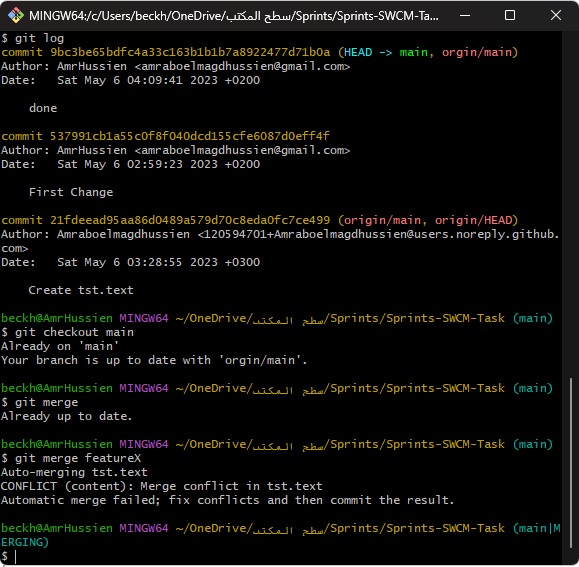 MINGW64:/c/Users/beckh/OneDrive/سطح المكتب/Sprints/Sprints-SWCM-Ta...
$ git log
commit 9bc3be65bdfc4a33c163b1b1b7a8922477d71b0a (HEAD -> main, orgin/main)
Author: AmrHussien <amraboelmagdhussien@gmail.com>
Date:   Sat May 6 04:09:41 2023 +0200
    done
commit 537991cb1a55c0f8f040dcd155cfe6087d0eff4f
Author: AmrHussien <amraboelmagdhussien@gmail.com>
Date:   Sat May 6 02:59:23 2023 +0200
    First Change
commit 21fdeead95aa86d0489a579d70c8eda0fc7ce499 (origin/main, origin/HEAD)
Author: Amraboelmagdhussien <120594701+Amraboelmagdhussien@users.noreply.github.
com>
Date:   Sat May 6 03:28:55 2023 +0300
    Create tst.text
beckh@AmrHussien MINGW64 ~/OneDrive/سطح المكتب/Sprints/Sprints-SWCM-Task (main)
$ git checkout main
Already on 'main'
Your branch is up to date with 'orgin/main'.
beckh@AmrHussien MINGW64 ~/OneDrive/سطح المكتب/Sprints/Sprints-SWCM-Task (main)
$ git merge
Already up to date.
beckh@AmrHussien MINGW64 ~/OneDrive/سطح المكتب/Sprints/Sprints-SWCM-Task (main)
$ git merge featureX
Auto-merging tst.text
CONFLICT (content): Merge conflict in tst.text
Automatic merge failed; fix conflicts and then commit the result.
beckh@AmrHussien MINGW64 ~/OneDrive/سطح المكتب/Sprints/Sprints-SWCM-Task (main|M
ERGING)
$